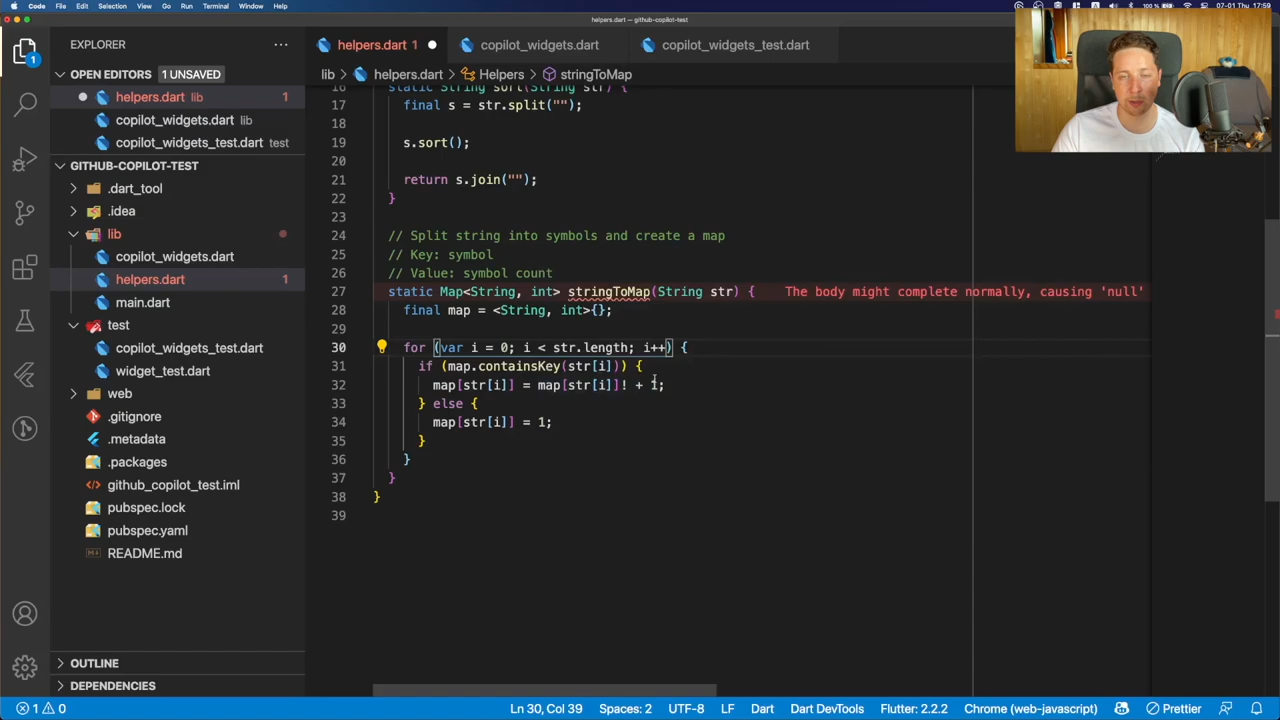 Code File Edit Selection View Go Run Terminal Window Help
100 % 07-01 Thu 17:59
helpers.dart — github-copilot-test
EXPLORER
helpers.dart 1
copilot_widgets.dart
copilot_widgets_test.dart
OPEN EDITORS 1 UNSAVED
lib helpers.dart Helpers stringToMap
helpers.dart lib 1
copilot_widgets.dart lib
copilot_widgets_test.dart test
GITHUB-COPILOT-TEST
.dart_tool
.idea
lib
copilot_widgets.dart
helpers.dart 1
main.dart
test
copilot_widgets_test.dart
widget_test.dart
web
.gitignore
.metadata
.packages
github_copilot_test.iml
pubspec.lock
pubspec.yaml
README.md
OUTLINE
DEPENDENCIES
16 static String sort(String str) {
17 final s = str.split("");
18
19 s.sort();
20
21 return s.join("");
22 }
23
24 // Split string into symbols and create a map
25 // Key: symbol
26 // Value: symbol count
27 static Map<String, int> stringToMap(String str) { The body might complete normally, causing 'null'
28 final map = <String, int>{};
29
30 for (var i = 0; i < str.length; i++) {
31 if (map.containsKey(str[i])) {
32 map[str[i]] = map[str[i]]! + 1;
33 } else {
34 map[str[i]] = 1;
35 }
36 }
37 }
38 }
39
1 0
Ln 30, Col 39 Spaces: 2 UTF-8 LF Dart Dart DevTools Flutter: 2.2.2 Chrome (web-javascript) Prettier